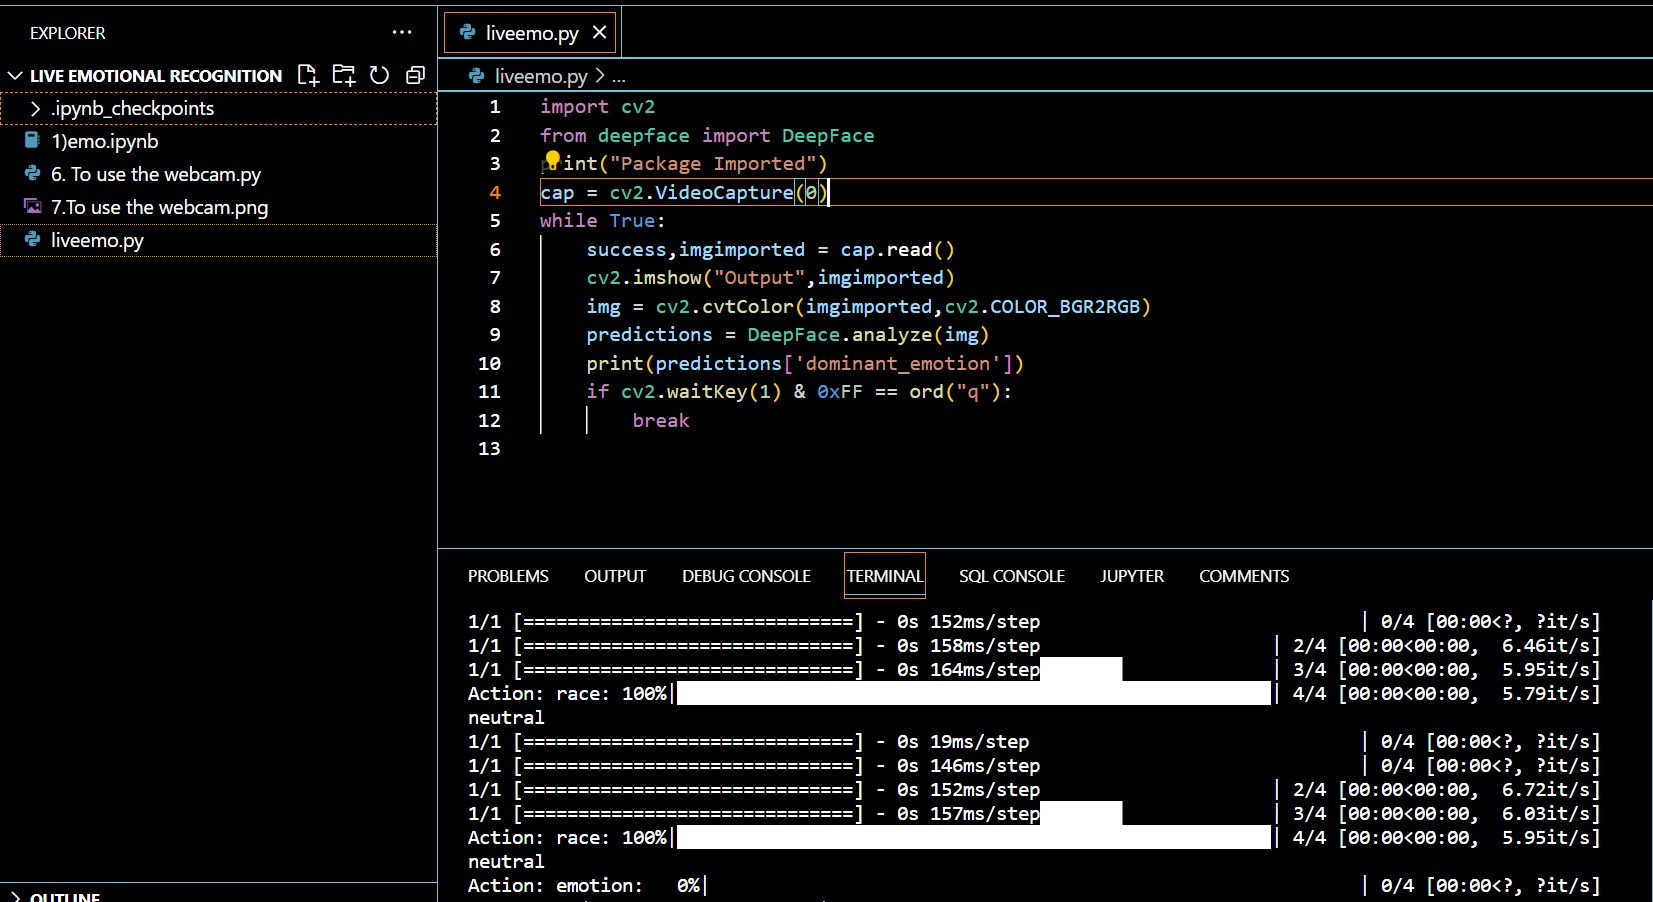 EXPLORER ...
LIVE EMOTIONAL RECOGNITION
.ipynb_checkpoints
1)emo.ipynb
6. To use the webcam.py
7.To use the webcam.png
liveemo.py
OUTLINE
liveemo.py
liveemo.py > ...
1 import cv2
2 from deepface import DeepFace
3 print("Package Imported")
4 cap = cv2.VideoCapture(0)
5 while True:
6 success,imgimported = cap.read()
7 cv2.imshow("Output",imgimported)
8 img = cv2.cvtColor(imgimported,cv2.COLOR_BGR2RGB)
9 predictions = DeepFace.analyze(img)
10 print(predictions['dominant_emotion'])
11 if cv2.waitKey(1) & 0xFF == ord("q"):
12 break
13
PROBLEMS OUTPUT DEBUG CONSOLE TERMINAL SQL CONSOLE JUPYTER COMMENTS
1/1 [==============================] - 0s 152ms/step | 0/4 [00:00<?, ?it/s]
1/1 [==============================] - 0s 158ms/step | 2/4 [00:00<00:00, 6.46it/s]
1/1 [==============================] - 0s 164ms/step | 3/4 [00:00<00:00, 5.95it/s]
Action: race: 100%| | 4/4 [00:00<00:00, 5.79it/s]
neutral
1/1 [==============================] - 0s 19ms/step | 0/4 [00:00<?, ?it/s]
1/1 [==============================] - 0s 146ms/step | 0/4 [00:00<?, ?it/s]
1/1 [==============================] - 0s 152ms/step | 2/4 [00:00<00:00, 6.72it/s]
1/1 [==============================] - 0s 157ms/step | 3/4 [00:00<00:00, 6.03it/s]
Action: race: 100%| | 4/4 [00:00<00:00, 5.95it/s]
neutral
Action: emotion: 0%| | 0/4 [00:00<?, ?it/s]